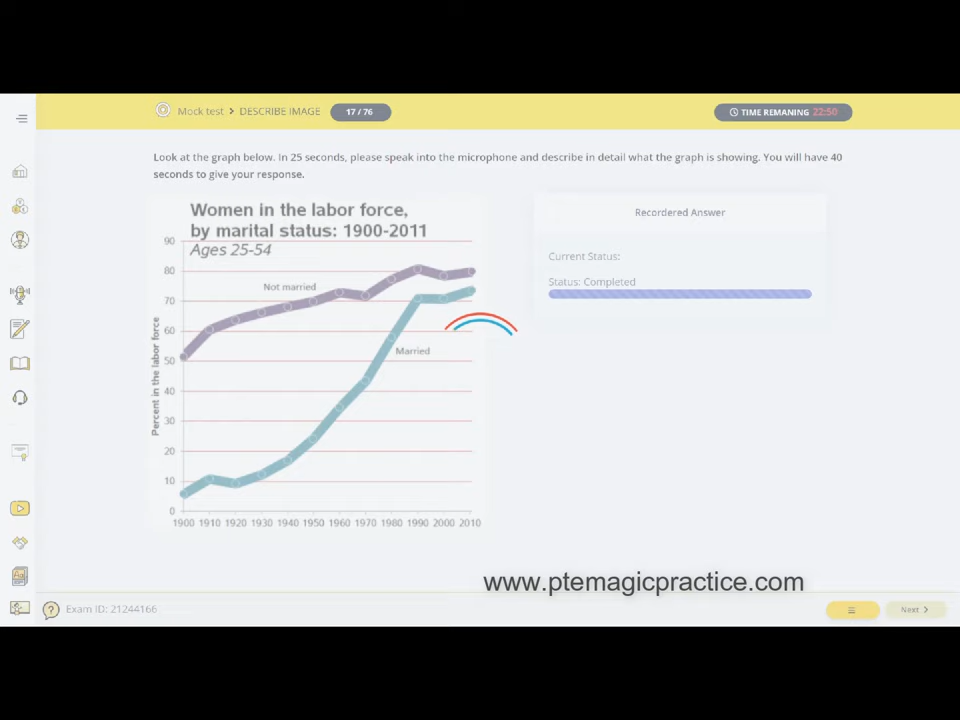 Mock test > DESCRIBE IMAGE 17 / 76 TIME REMANING 22:50
Look at the graph below. In 25 seconds, please speak into the microphone and describe in detail what the graph is showing. You will have 40
seconds to give your response.
Women in the labor force,
by marital status: 1900-2011
Ages 25-54
Percent in the labor force
90
80
70
60
50
40
30
20
10
0
Not married
Married
1900 1910 1920 1930 1940 1950 1960 1970 1980 1990 2000 2010
Recordered Answer
Current Status:
Status: Completed
www.ptemagicpractice.com
Exam ID: 21244166
Next >